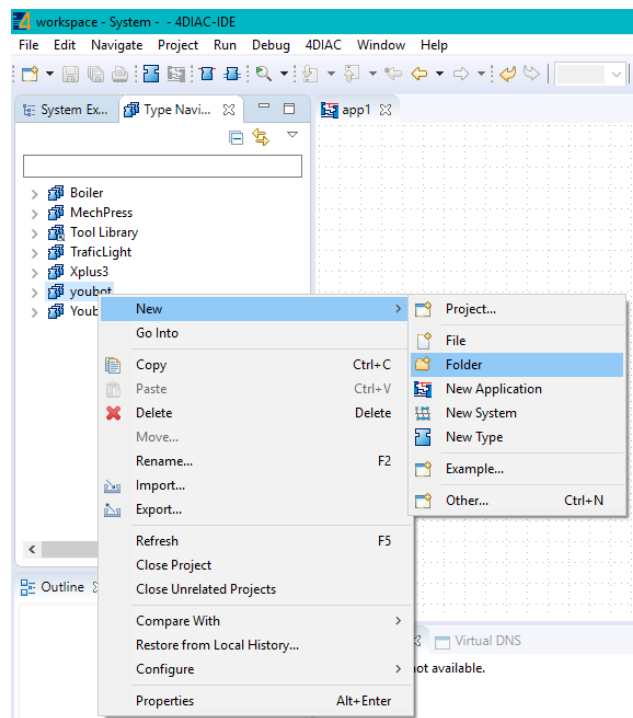 workspace - System - - 4DIAC-IDE
File Edit Navigate Project Run Debug 4DIAC Window Help
System Ex... Type Navi... app1
Boiler
MechPress
Tool Library
TraficLight
Xplus3
youbot
Youb
New
Go Into
Copy Ctrl+C
Paste Ctrl+V
Delete Delete
Move...
Rename... F2
Import...
Export...
Refresh F5
Close Project
Close Unrelated Projects
Compare With
Restore from Local History...
Configure
Properties Alt+Enter
Project...
File
Folder
New Application
New System
New Type
Example...
Other... Ctrl+N
Outline
Virtual DNS
not available.